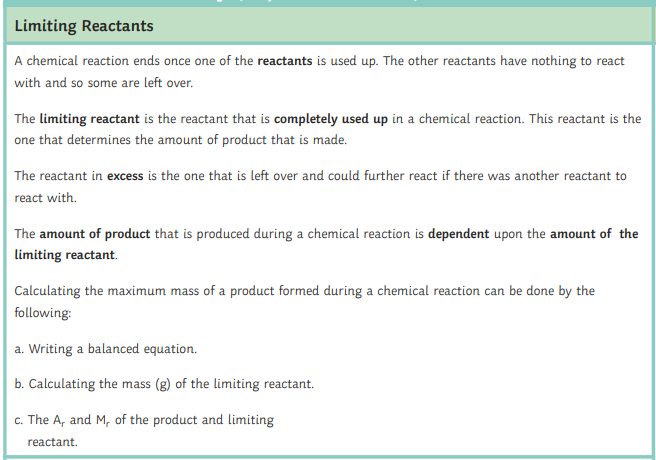 Limiting Reactants
A chemical reaction ends once one of the reactants is used up. The other reactants have nothing to react
with and so some are left over.
The limiting reactant is the reactant that is completely used up in a chemical reaction. This reactant is the
one that determines the amount of product that is made.
The reactant in excess is the one that is left over and could further react if there was another reactant to
react with.
The amount of product that is produced during a chemical reaction is dependent upon the amount of the
limiting reactant.
Calculating the maximum mass of a product formed during a chemical reaction can be done by the
following:
a. Writing a balanced equation.
b. Calculating the mass (g) of the limiting reactant.
c. The Aᵣ and Mᵣ of the product and limiting
reactant.